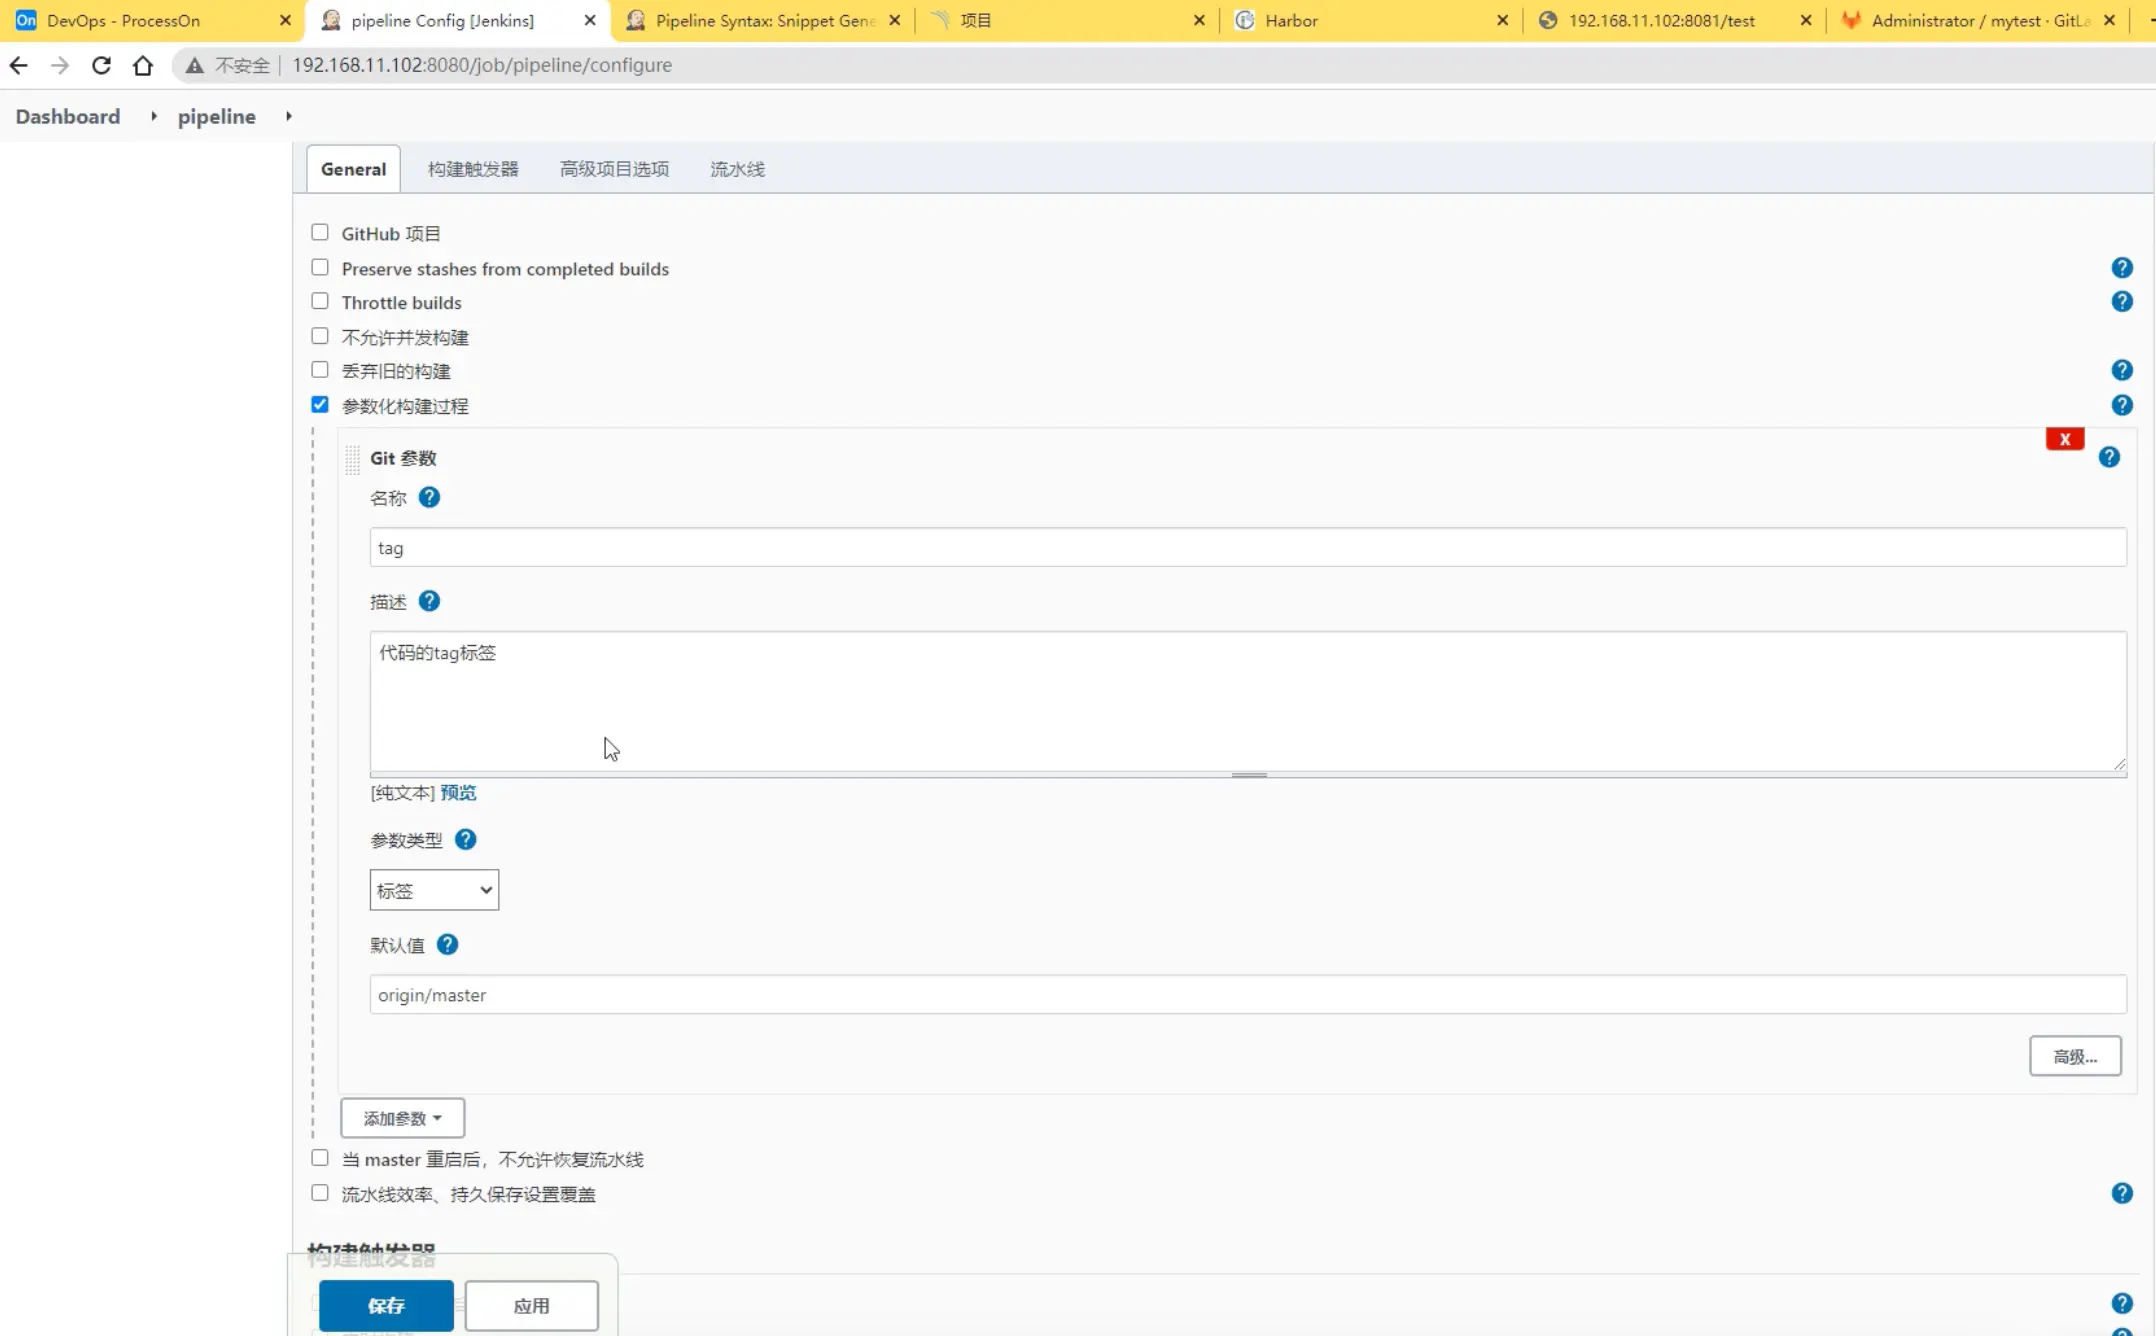 DevOps - ProcessOn
pipeline Config [Jenkins]
Pipeline Syntax: Snippet Gene
项目
Harbor
192.168.11.102:8081/test
Administrator / mytest · GitLa
不安全
192.168.11.102:8080/job/pipeline/configure
Dashboard
pipeline
General
构建触发器
高级项目选项
流水线
GitHub 项目
Preserve stashes from completed builds
Throttle builds
不允许并发构建
丢弃旧的构建
参数化构建过程
X
Git 参数
名称
tag
描述
代码的tag标签
[纯文本] 预览
参数类型
标签
默认值
origin/master
高级...
添加参数
当 master 重启后，不允许恢复流水线
流水线效率、持久保存设置覆盖
构建触发器
保存
应用